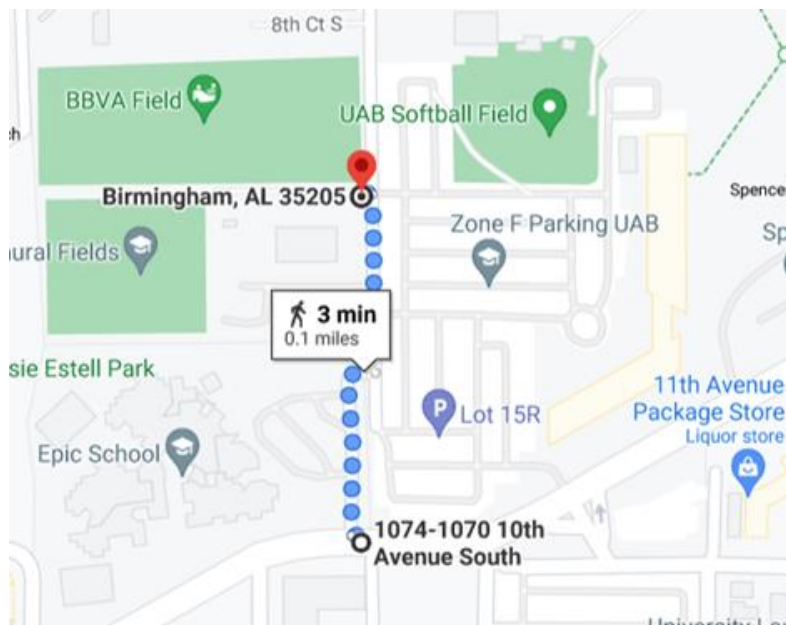 8th Ct S
BBVA Field
UAB Softball Field
Birmingham, AL 35205
Spence
Zone F Parking UAB
Sp
ural Fields
3 min
0.1 miles
sie Estell Park
11th Avenue
Package Store
Liquor store
P
Lot 15R
Epic School
1074-1070 10th
Avenue South